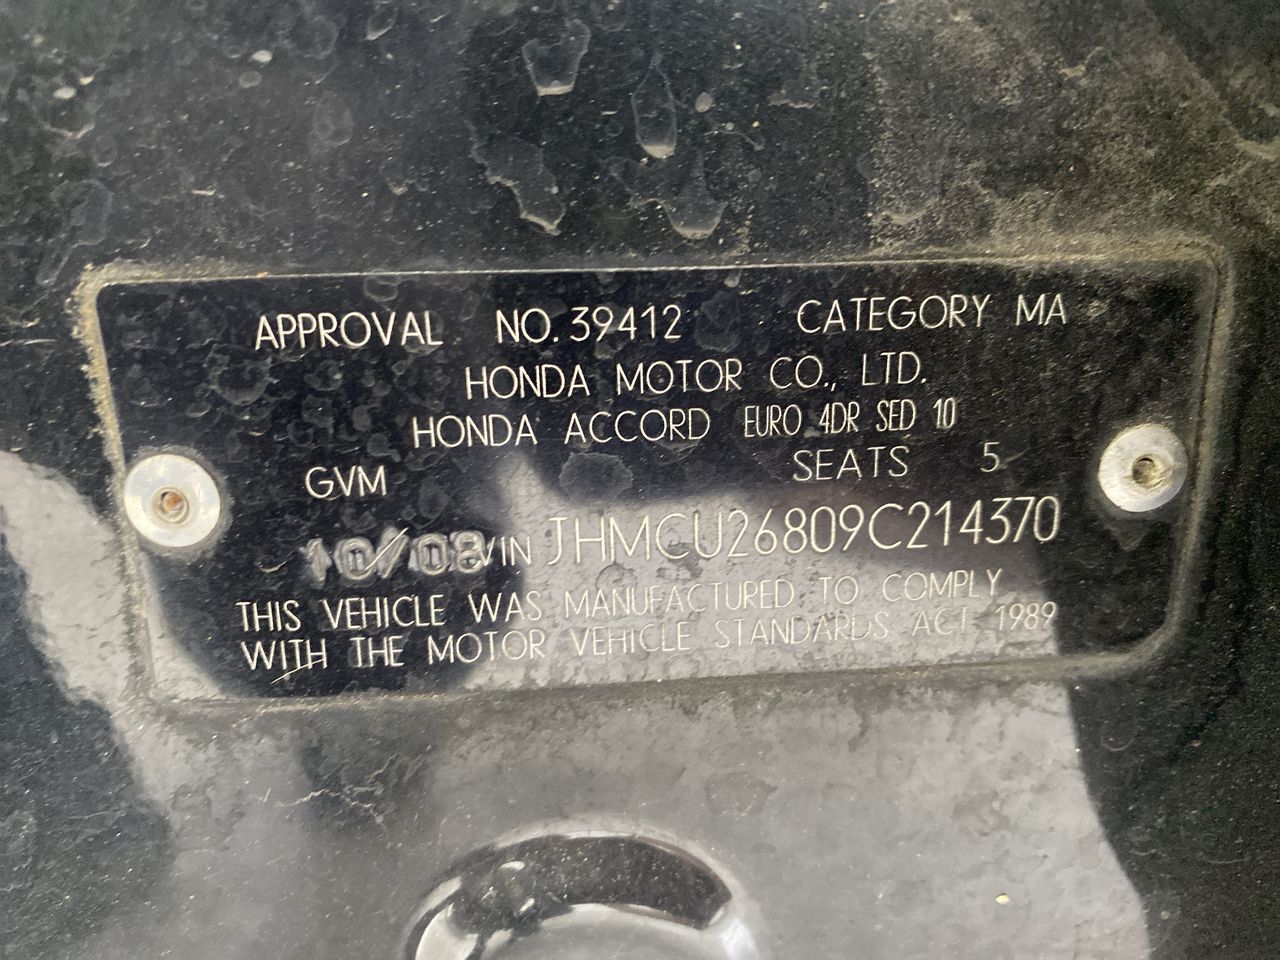 APPROVAL NO. 39412 CATEGORY MA
HONDA MOTOR CO., LTD.
HONDA ACCORD EURO 4DR SED 10
GVM SEATS 5
10/08 VIN JHMCU26809C214370
THIS VEHICLE WAS MANUFACTURED TO COMPLY
WITH THE MOTOR VEHICLE STANDARDS ACT 1989